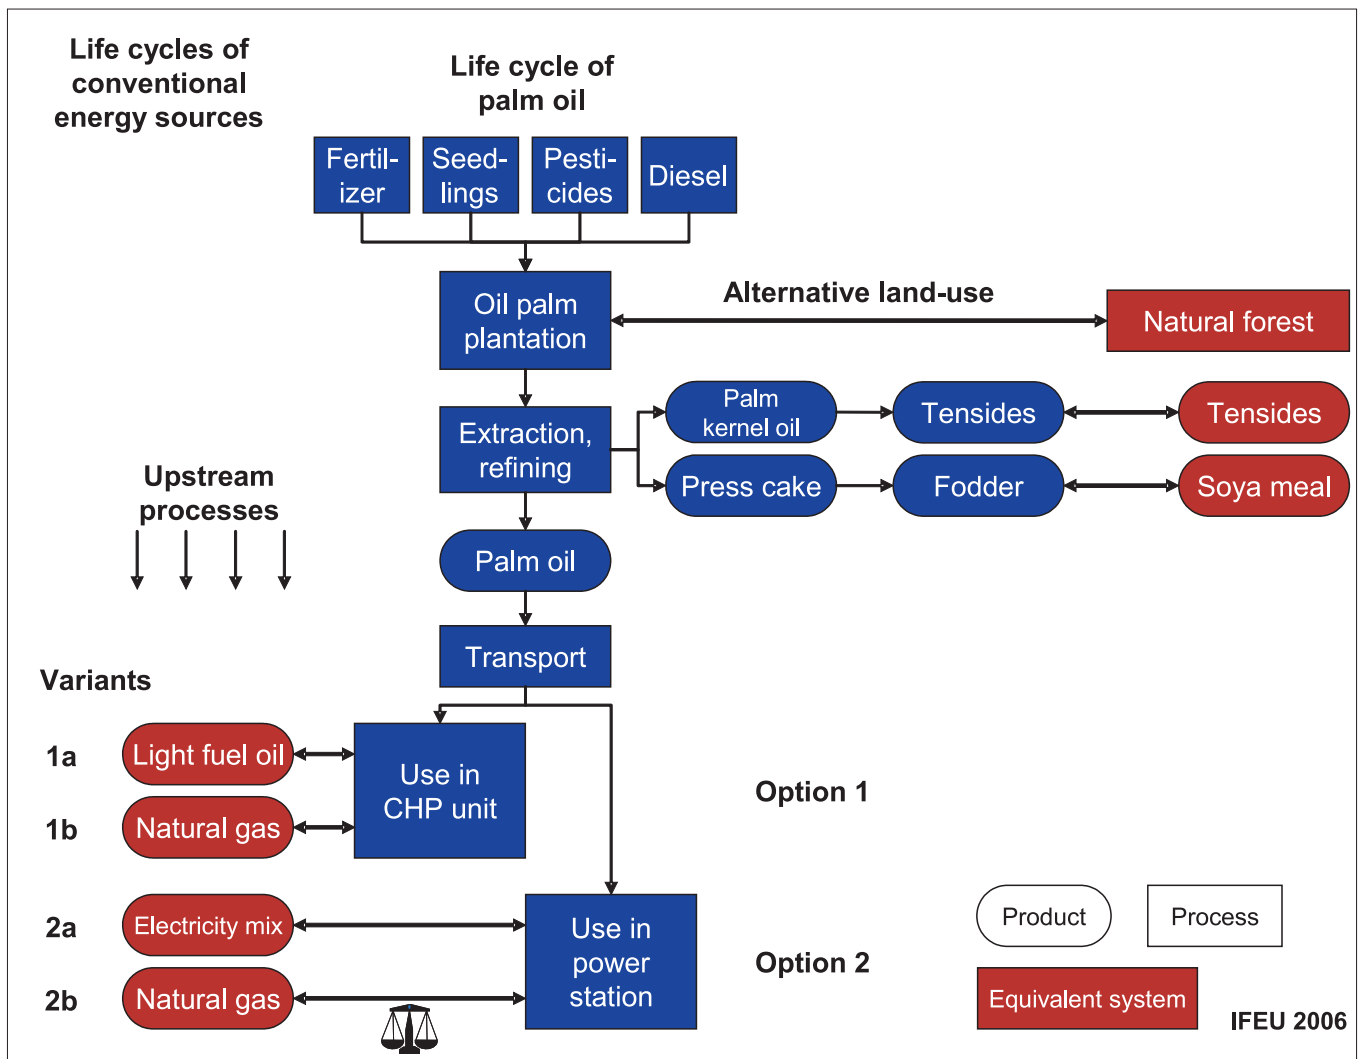 Life cycles of
conventional
energy sources
Life cycle of
palm oil
Fertil-
izer
Seed-
lings
Pesti-
cides
Diesel
Oil palm
plantation
Alternative land-use
Natural forest
Extraction,
refining
Palm
kernel oil
Tensides
Tensides
Press cake
Fodder
Soya meal
Upstream
processes
Palm oil
Transport
Variants
1a
Light fuel oil
1b
Natural gas
Use in
CHP unit
Option 1
2a
Electricity mix
2b
Natural gas
Use in
power
station
Option 2
Product
Process
Equivalent system
IFEU 2006